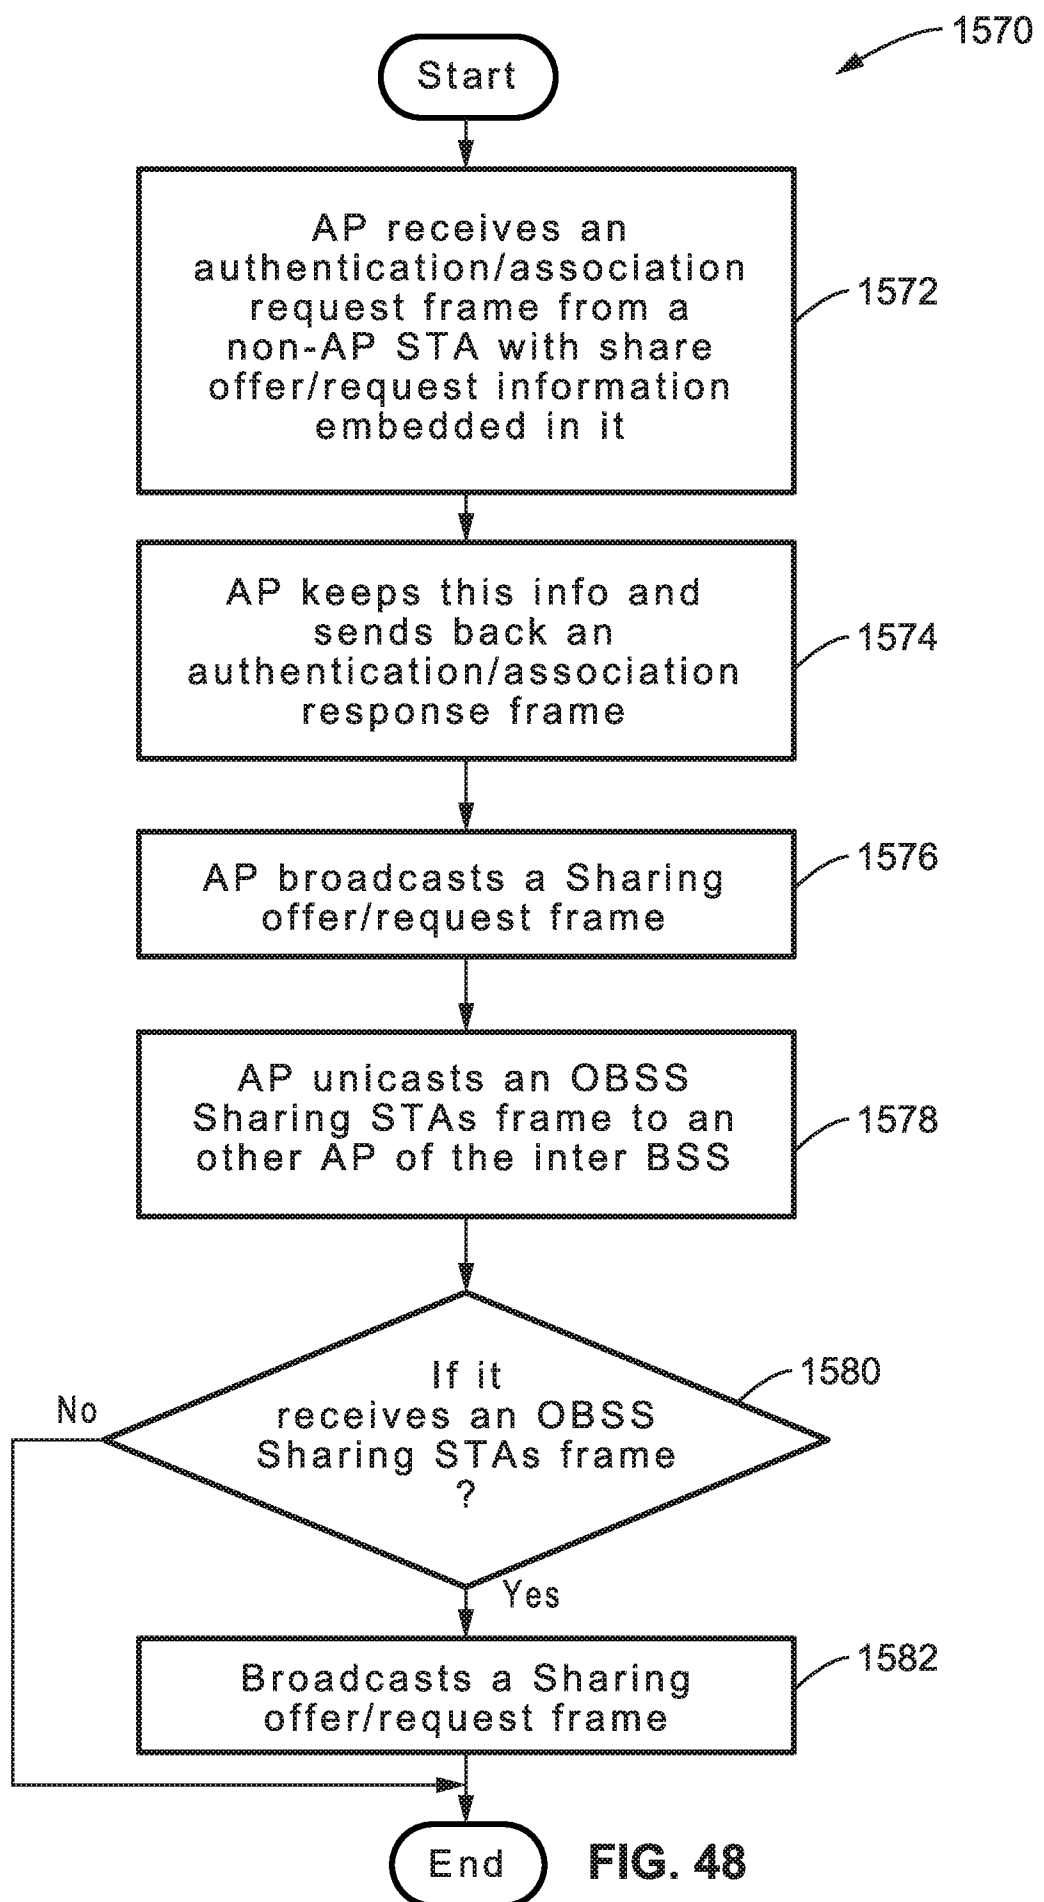 1570
Start
AP receives an
authentication/association
request frame from a
non-AP STA with share
offer/request information
embedded in it
1572
AP keeps this info and
sends back an
authentication/association
response frame
1574
AP broadcasts a Sharing
offer/request frame
1576
AP unicasts an OBSS
Sharing STAs frame to an
other AP of the inter BSS
1578
If it
receives an OBSS
Sharing STAs frame
?
1580
No
Yes
Broadcasts a Sharing
offer/request frame
1582
End
FIG. 48